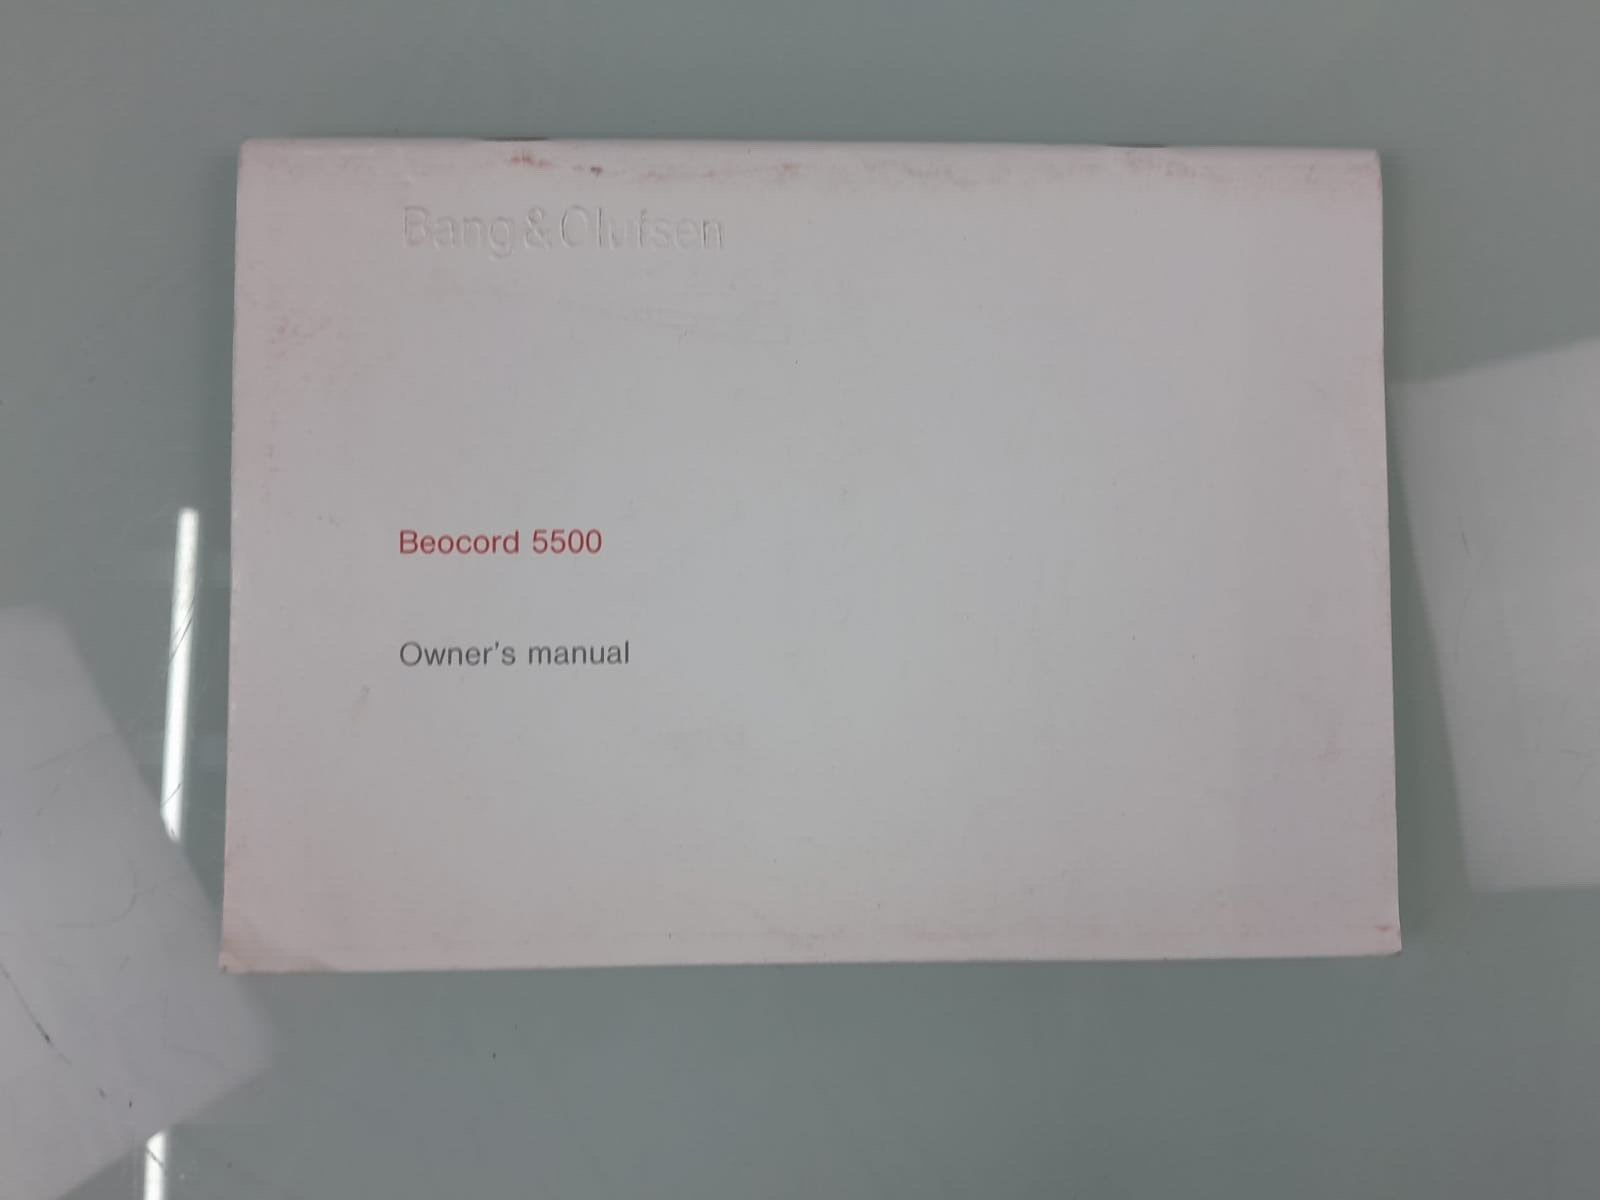 Bang&Olufsen
Beocord 5500
Owner's manual